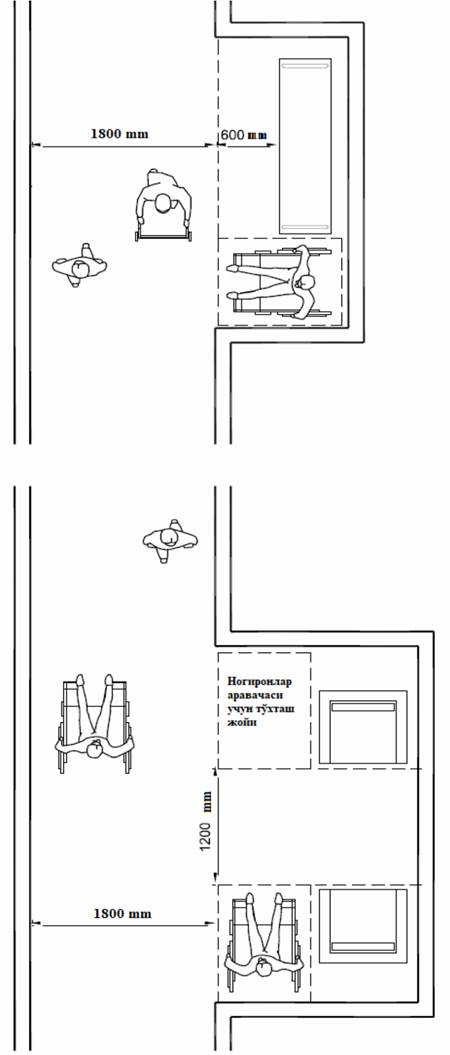 1800 mm
600 mm
Ногиронлар
аравачаси
учун тўхташ
жойи
1200 mm
1800 mm